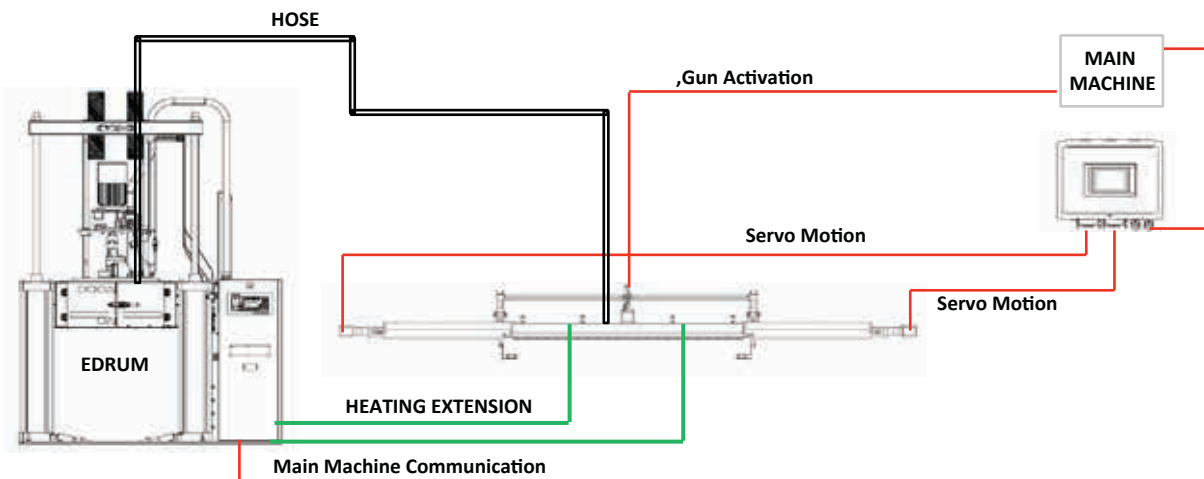 HOSE
,Gun Activation
MAIN
MACHINE
Servo Motion
Servo Motion
EDRUM
HEATING EXTENSION
Main Machine Communication